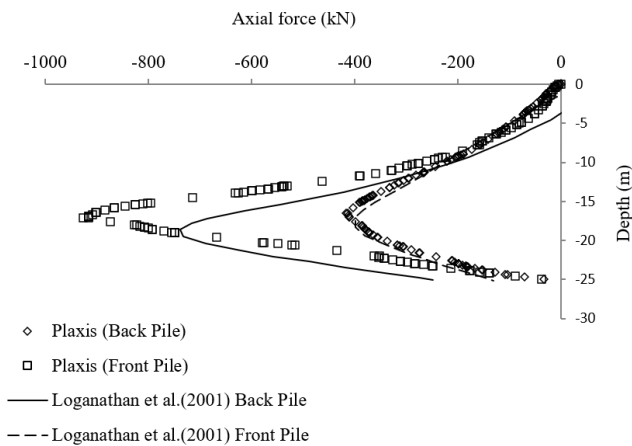 Axial force (kN)
-1000 -800 -600 -400 -200 0
0
-5
-10
-15
-20
-25
-30
Depth (m)
Plaxis (Back Pile)
Plaxis (Front Pile)
Loganathan et al.(2001) Back Pile
Loganathan et al.(2001) Front Pile